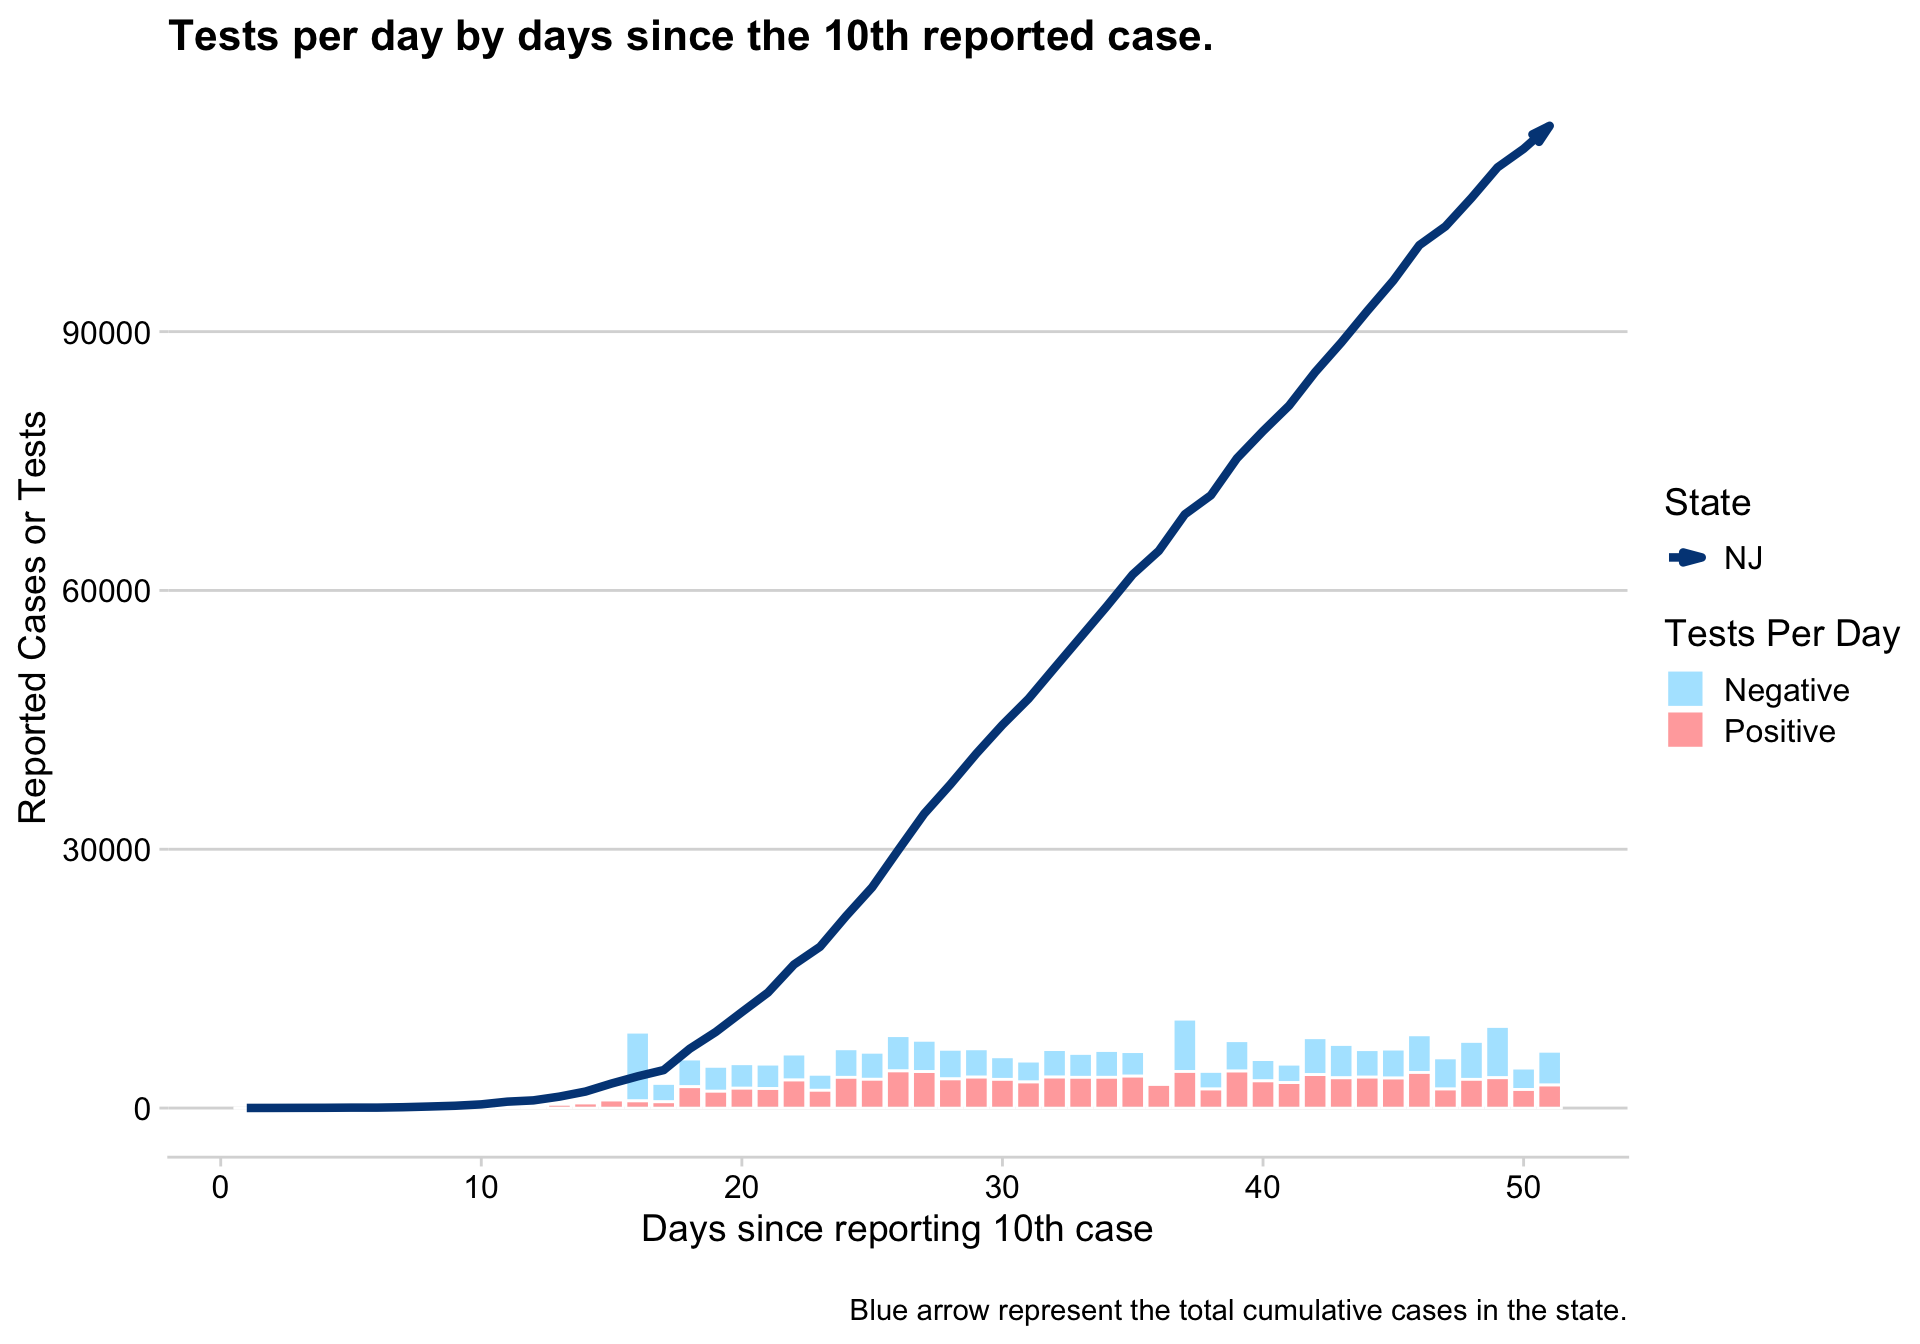 Tests per day by days since the 10th reported case.
Reported Cases or Tests
90000
60000
30000
0
0 10 20 30 40 50
Days since reporting 10th case
State
NJ
Tests Per Day
Negative
Positive
Blue arrow represent the total cumulative cases in the state.